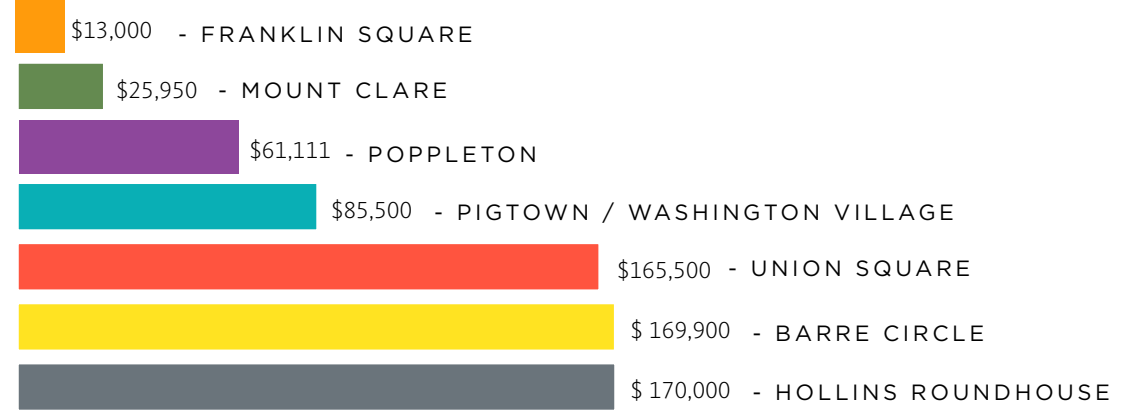 $13,000 - FRANKLIN SQUARE
$25,950 - MOUNT CLARE
$61,111 - POPPLETON
$85,500 - PIGTOWN / WASHINGTON VILLAGE
$165,500 - UNION SQUARE
$ 169,900 - BARRE CIRCLE
$ 170,000 - HOLLINS ROUNDHOUSE